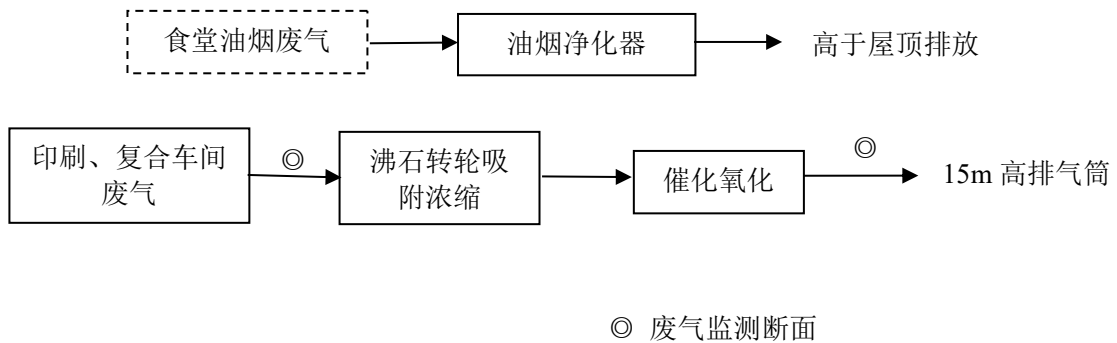 食堂油烟废气
油烟净化器
高于屋顶排放
印刷、复合车间
废气
◎
沸石转轮吸
附浓缩
催化氧化
◎
15m 高排气筒
◎ 废气监测断面